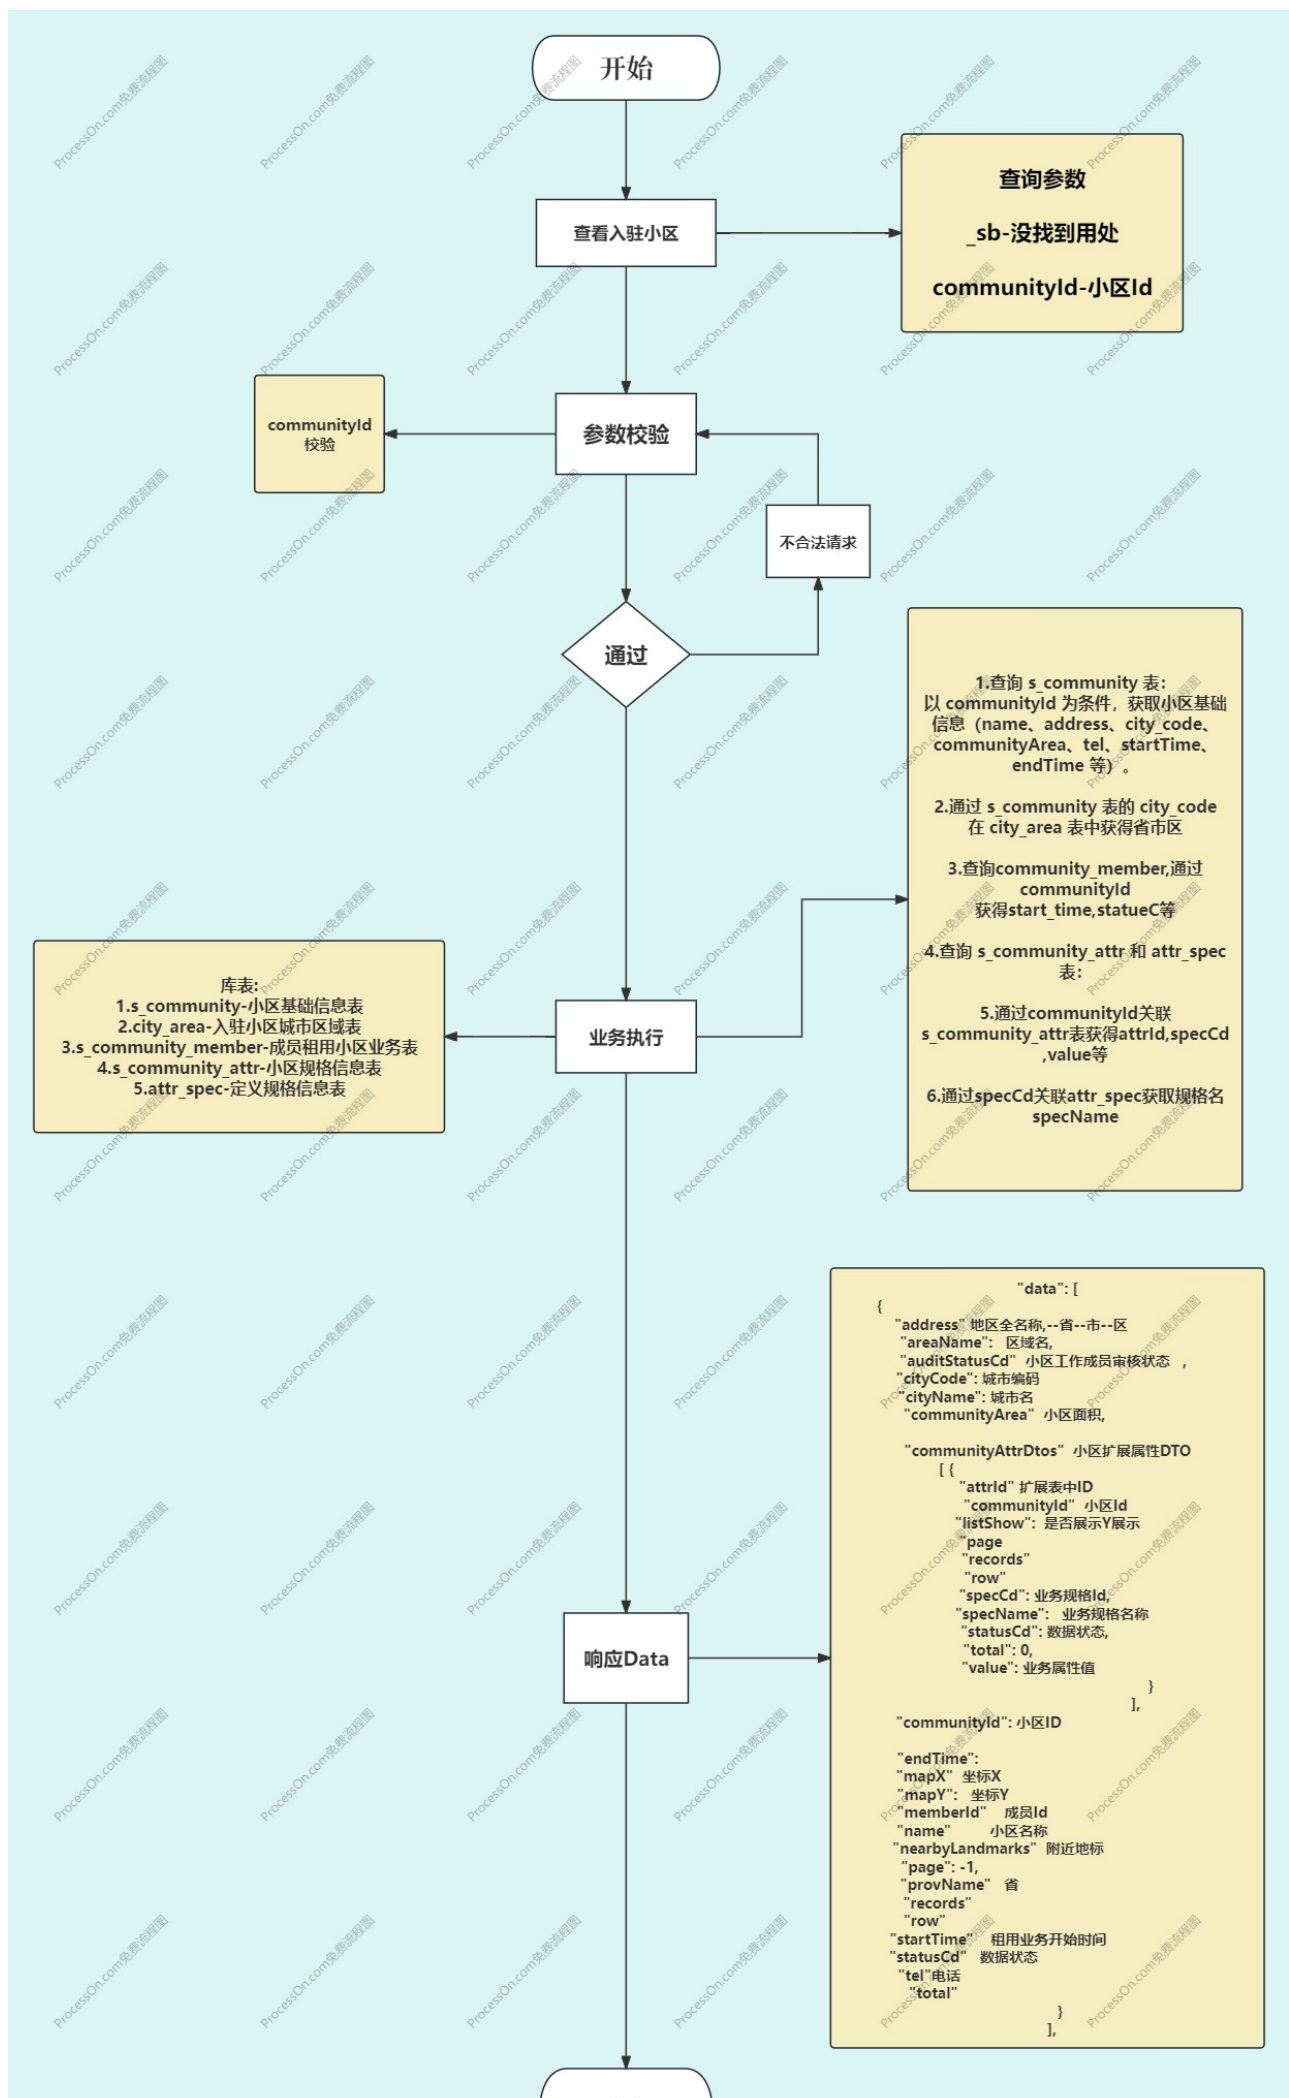 开始
查看入驻小区
查询参数
_sb-没找到用处
communityId-小区Id
参数校验
communityId
校验
不合法请求
通过
1.查询 s_community 表：
以 communityId 为条件，获取小区基础
信息（name、address、city_code、
communityArea、tel、startTime、
endTime 等）。
2.通过 s_community 表的 city_code
在 city_area 表中获得省市区
3.查询community_member,通过
communityId
获得start_time,statueC等
4.查询 s_community_attr 和 attr_spec
表：
5.通过communityId关联
s_community_attr表获得attrId,specCd
,value等
6.通过specCd关联attr_spec获取规格名
specName
业务执行
库表:
1.s_community-小区基础信息表
2.city_area-入驻小区城市区域表
3.s_community_member-成员租用小区业务表
4.s_community_attr-小区规格信息表
5.attr_spec-定义规格信息表
响应Data
"data": [
{
"address" 地区全名称,--省--市--区
"areaName": 区域名,
"auditStatusCd" 小区工作成员审核状态 ,
"cityCode": 城市编码
"cityName": 城市名
"communityArea" 小区面积,
"communityAttrDtos" 小区扩展属性DTO
[ {
"attrId" 扩展表中ID
"communityId" 小区Id
"listShow": 是否展示Y展示
"page
"records"
"row"
"specCd": 业务规格Id,
"specName": 业务规格名称
"statusCd": 数据状态,
"total": 0,
"value": 业务属性值
}
],
"communityId": 小区ID
"endTime":
"mapX" 坐标X
"mapY": 坐标Y
"memberId" 成员Id
"name" 小区名称
"nearbyLandmarks" 附近地标
"page": -1,
"provName" 省
"records"
"row"
"startTime" 租用业务开始时间
"statusCd" 数据状态
"tel"电话
"total"
}
],
ProcessOn.com免费流程图